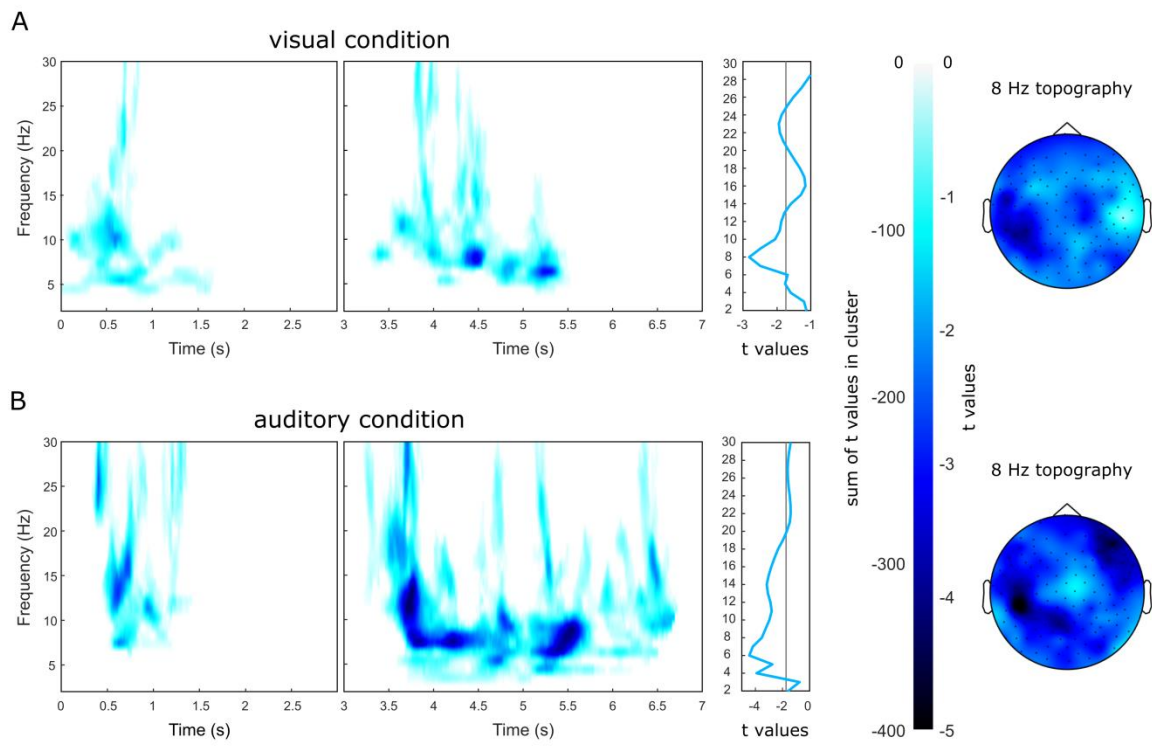 A
visual condition
Frequency (Hz)
30
25
20
15
10
5
0 0.5 1 1.5 2 2.5 3 3.5 4 4.5 5 5.5 6 6.5 7
Time (s)
Time (s)
30
28
26
24
22
20
18
16
14
12
10
8
6
4
2
-3 -2 -1
t values
B
auditory condition
Frequency (Hz)
30
25
20
15
10
5
0 0.5 1 1.5 2 2.5 3 3.5 4 4.5 5 5.5 6 6.5 7
Time (s)
Time (s)
30
28
26
24
22
20
18
16
14
12
10
8
6
4
2
-4 -2 0
t values
sum of t values in cluster
0
-100
-200
-300
-400
0
-1
-2
-3
-4
-5
t values
8 Hz topography
8 Hz topography